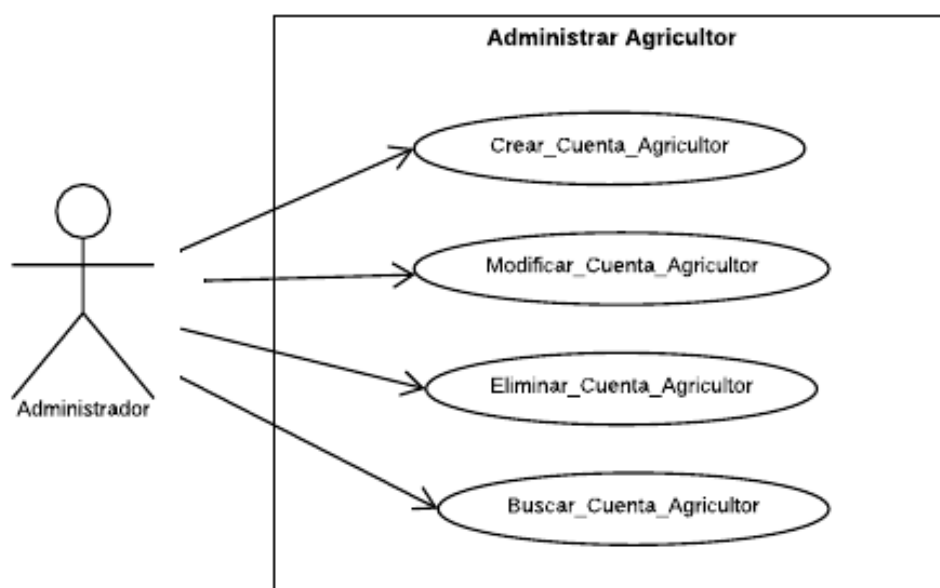 Administrar Agricultor
Crear_Cuenta_Agricultor
Modificar_Cuenta_Agricultor
Eliminar_Cuenta_Agricultor
Buscar_Cuenta_Agricultor
Administrador